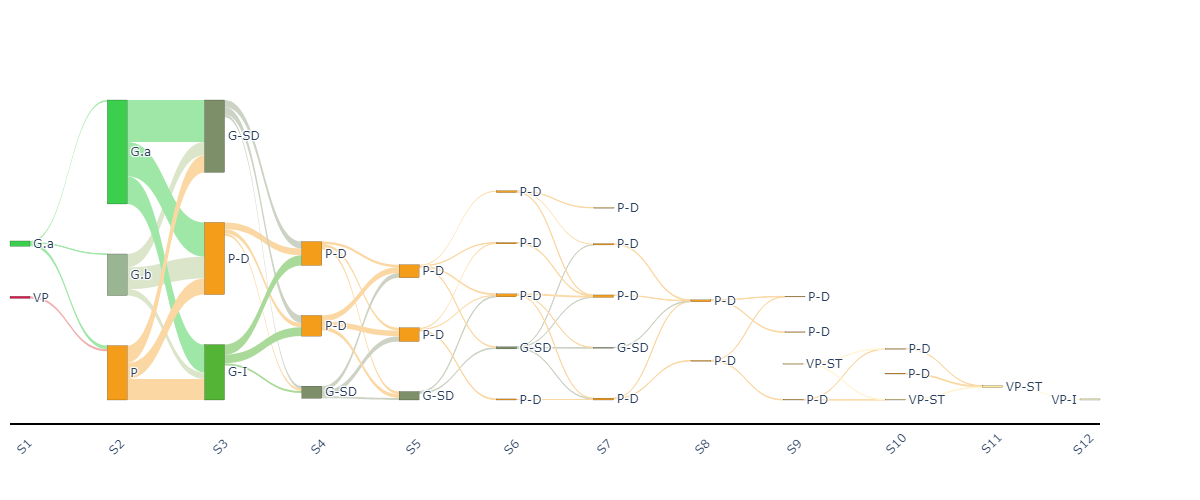 G.a
VP
G.a
G.b
P
G-SD
P-D
G-I
P-D
P-D
G-SD
P-D
P-D
G-SD
P-D
P-D
P-D
G-SD
P-D
P-D
P-D
P-D
G-SD
P-D
P-D
P-D
P-D
P-D
VP-ST
P-D
P-D
P-D
VP-ST
VP-ST
VP-I
S1 S2 S3 S4 S5 S6 S7 S8 S9 S10 S11 S12